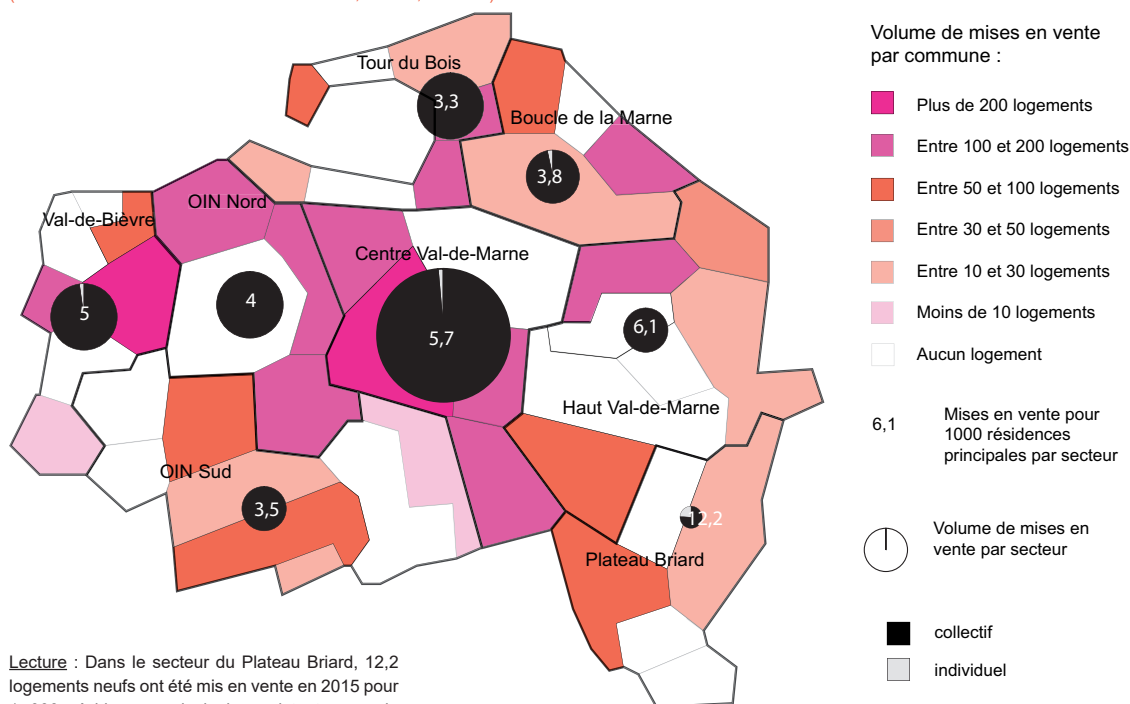 Tour du Bois
3,3
Boucle de la Marne
3,8
OIN Nord
Val-de-Bièvre
Centre Val-de-Marne
4
5
5,7
6,1
Haut Val-de-Marne
OIN Sud
3,5
12,2
Plateau Briard
Lecture : Dans le secteur du Plateau Briard, 12,2
logements neufs ont été mis en vente en 2015 pour
Volume de mises en vente
par commune :
Plus de 200 logements
Entre 100 et 200 logements
Entre 50 et 100 logements
Entre 30 et 50 logements
Entre 10 et 30 logements
Moins de 10 logements
Aucun logement
6,1
Mises en vente pour
1000 résidences
principales par secteur
Volume de mises en
vente par secteur
collectif
individuel